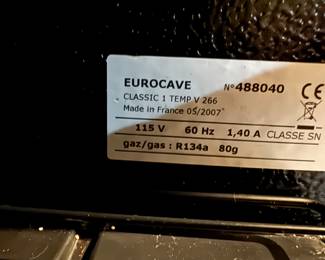 EUROCAVE N°488040
CLASSIC 1 TEMP V 266 CE
Made in France 05/2007
115 V 60 Hz 1,40 A CLASSE SN
gaz/gas : R134a 80g